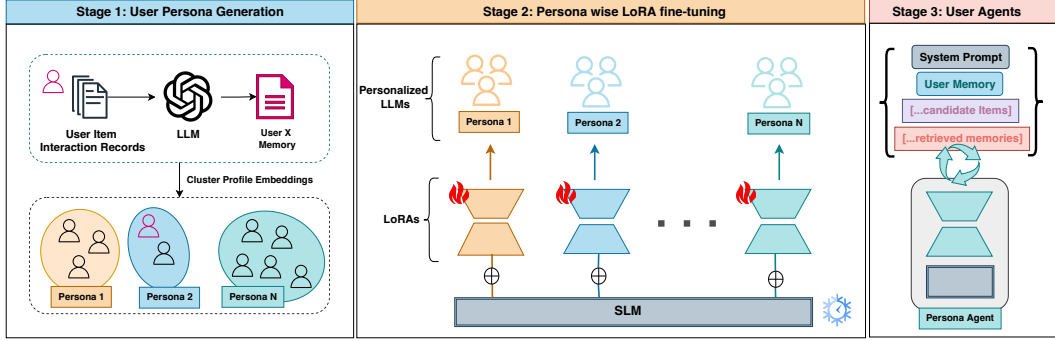 Stage 1: User Persona Generation
User Item
Interaction Records
LLM
User X
Memory
Cluster Profile Embeddings
Persona 1
Persona 2
Persona N
Stage 2: Persona wise LoRA fine-tuning
Personalized
LLMs
Persona 1
Persona 2
Persona N
LoRAs
SLM
Stage 3: User Agents
System Prompt
User Memory
[...candidate Items]
[...retrieved memories]
Persona Agent